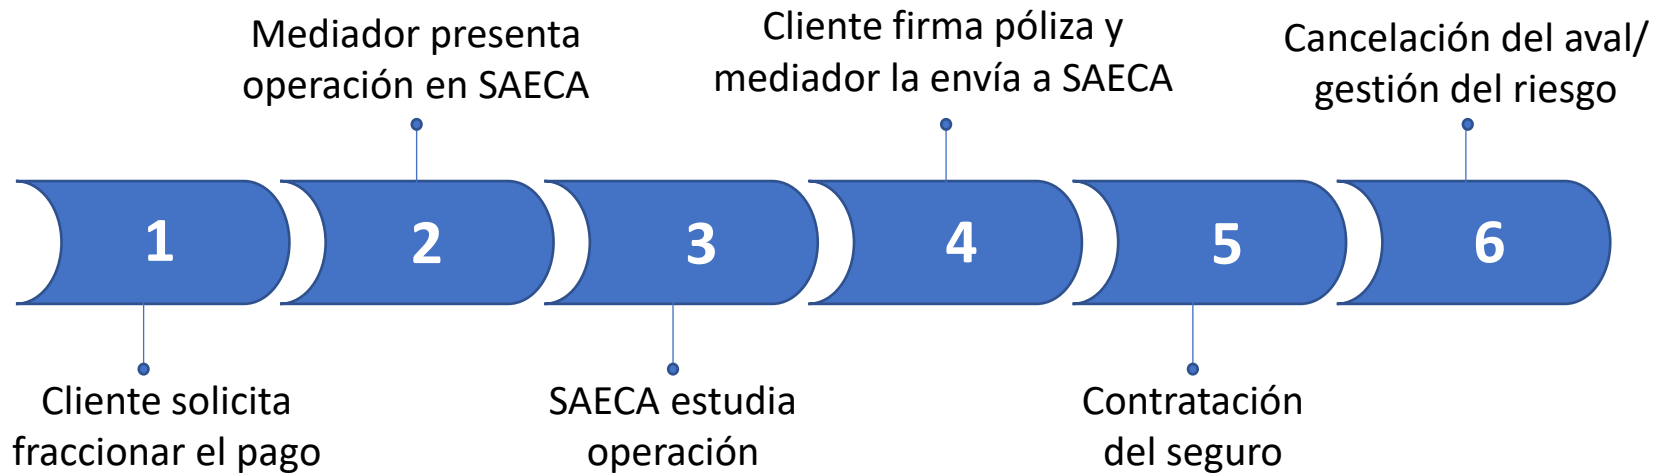 Mediador presenta
operación en SAECA
Cliente firma póliza y
mediador la envía a SAECA
Cancelación del aval/
gestión del riesgo
1
2
3
4
5
6
Cliente solicita
fraccionar el pago
SAECA estudia
operación
Contratación
del seguro